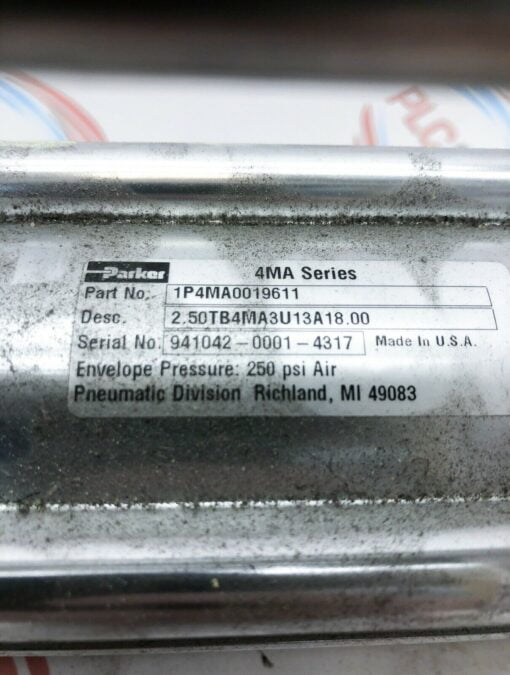 PLC
Parker 4MA Series
Part No. 1P4MA0019611
Desc. 2.50TB4MA3U13A18.00
Serial No. 941042-0001-4317 Made In U.S.A.
Envelope Pressure: 250 psi Air
Pneumatic Division Richland, MI 49083